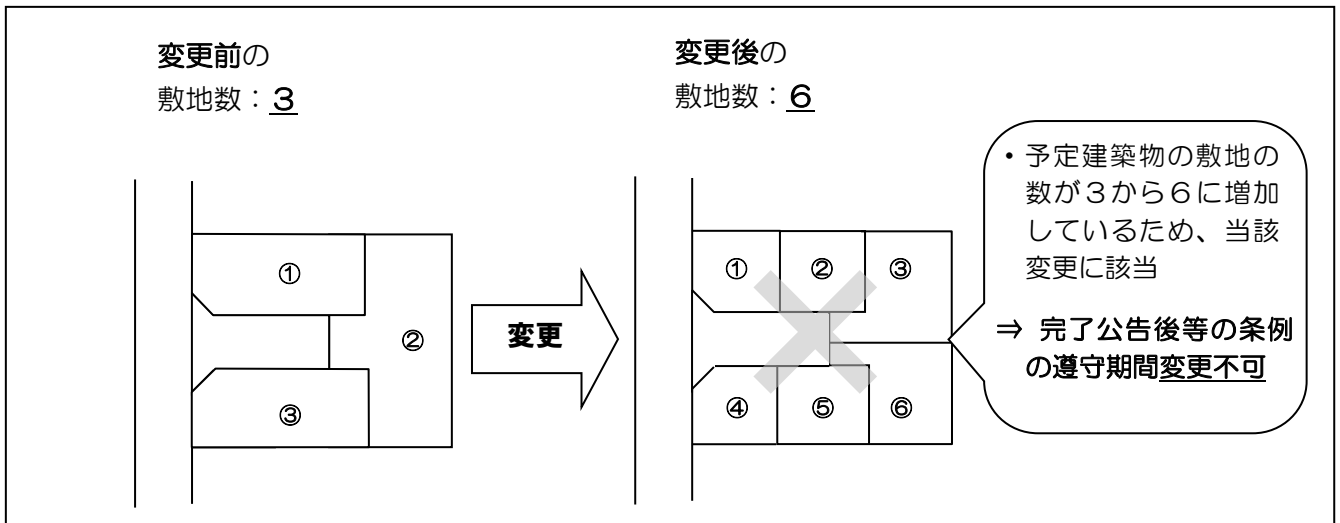 変更前の
敷地数：３
変更後の
敷地数：６
①
②
③
変更
①
②
③
④
⑤
⑥
・予定建築物の敷地の
数が３から６に増加
しているため、当該
変更に該当
⇒ 完了公告後等の条例
の遵守期間変更不可